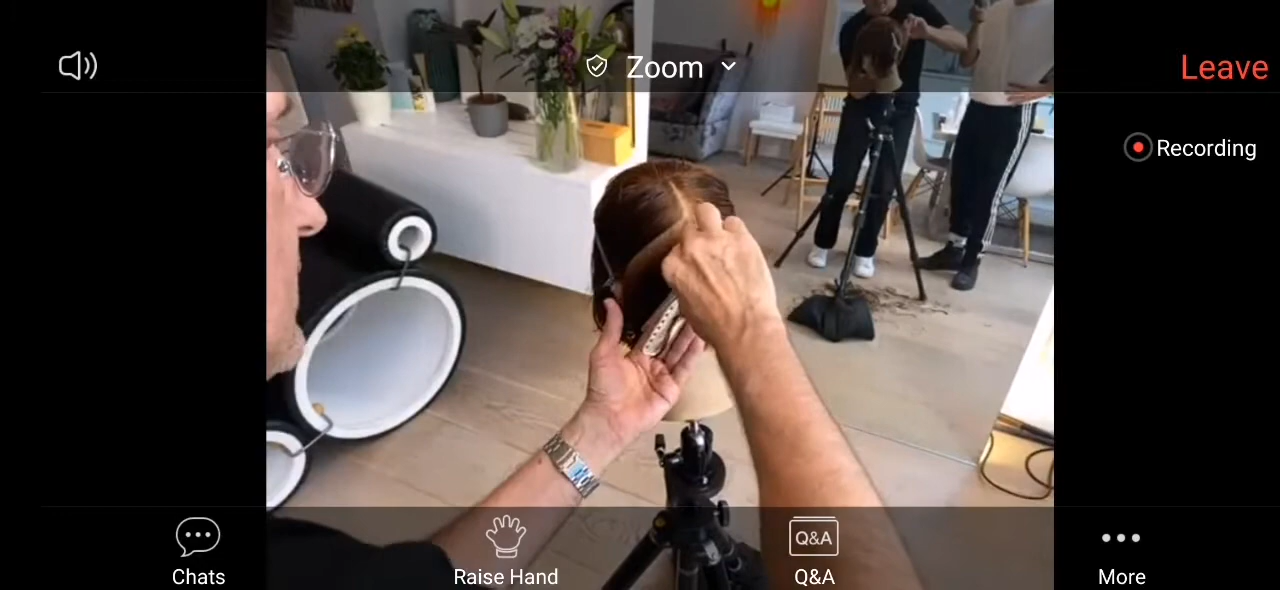 Zoom
Leave
Recording
Chats
Raise Hand
Q&A
Q&A
More